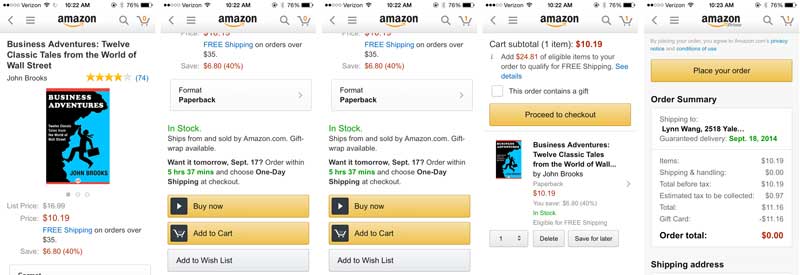 Verizon 10:22 AM 76%
amazon 0
Business Adventures: Twelve
Classic Tales from the World of
Wall Street
John Brooks (74)
BUSINESS
ADVENTURES
Twelve Classic Tales
from the World of
Wall Street
JOHN BROOKS
List Price: $16.99
Price: $10.19
FREE Shipping on orders over
$35.
Save: $6.80 (40%)
Format
Verizon 10:22 AM 76%
amazon 0
Price: $10.19
FREE Shipping on orders over
$35.
Save: $6.80 (40%)
Format
Paperback
In Stock.
Ships from and sold by Amazon.com. Gift-
wrap available.
Want it tomorrow, Sept. 17? Order within
5 hrs 37 mins and choose One-Day
Shipping at checkout.
Buy now
Add to Cart
Add to Wish List
Verizon 10:22 AM 76%
amazon 1
Price: $10.19
FREE Shipping on orders over
$35.
Save: $6.80 (40%)
Format
Paperback
In Stock.
Ships from and sold by Amazon.com. Gift-
wrap available.
Want it tomorrow, Sept. 17? Order within
5 hrs 37 mins and choose One-Day
Shipping at checkout.
Buy now
Add to Cart
Add to Wish List
Verizon 10:22 AM 76%
amazon 1
Cart subtotal (1 item): $10.19
i Add $24.81 of eligible items to your
order to qualify for FREE Shipping. See
details
This order contains a gift
Proceed to checkout
Business Adventures:
Twelve Classic Tales
from the World of Wall...
by John Brooks
Paperback
$10.19
You save: $6.80 (40%)
In Stock
Eligible for FREE Shipping
1 Delete Save for later
Verizon 10:23 AM 76%
amazon 1
By placing your order, you agree to Amazon.com's privacy
notice and conditions of use
Place your order
Order Summary
Shipping to:
Lynn Wang, 2518 Yale...
Guaranteed delivery: Sept. 18, 2014
Items: $10.19
Shipping & handling: $0.00
Total before tax: $10.19
Estimated tax to be collected: $0.97
Total: $11.16
Gift Card: -$11.16
Order total: $0.00
Shipping address